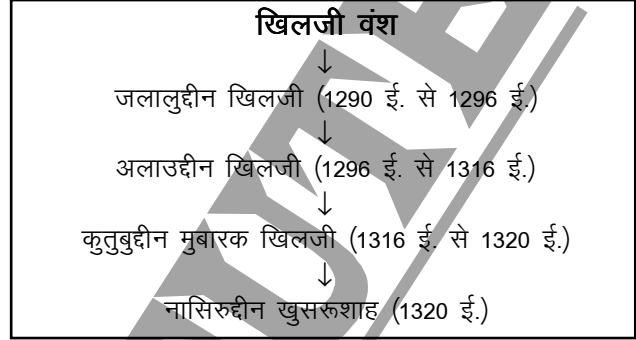 खिलजी वंश
↓
जलालुद्दीन खिलजी (1290 ई. से 1296 ई.)
↓
अलाउद्दीन खिलजी (1296 ई. से 1316 ई.)
↓
कुतुबुद्दीन मुबारक खिलजी (1316 ई. से 1320 ई.)
↓
नासिरुद्दीन खुसरूशाह (1320 ई.)